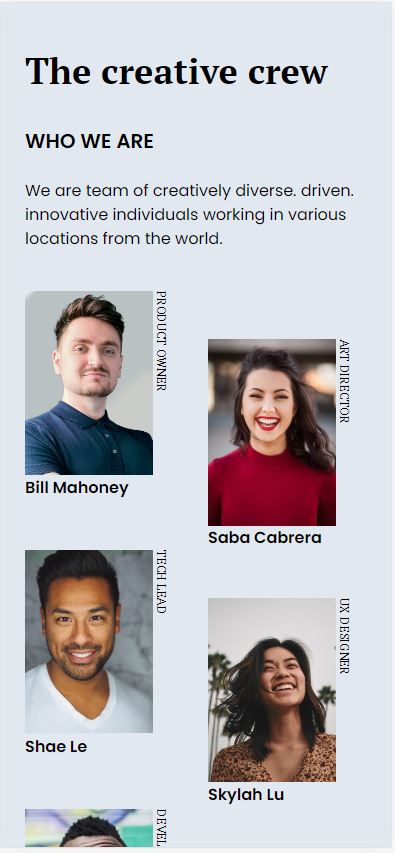 The creative crew
WHO WE ARE
We are team of creatively diverse. driven.
innovative individuals working in various
locations from the world.
PRODUCT OWNER
Bill Mahoney
ART DIRECTOR
Saba Cabrera
TECH LEAD
Shae Le
UX DESIGNER
Skylah Lu
DEVEL